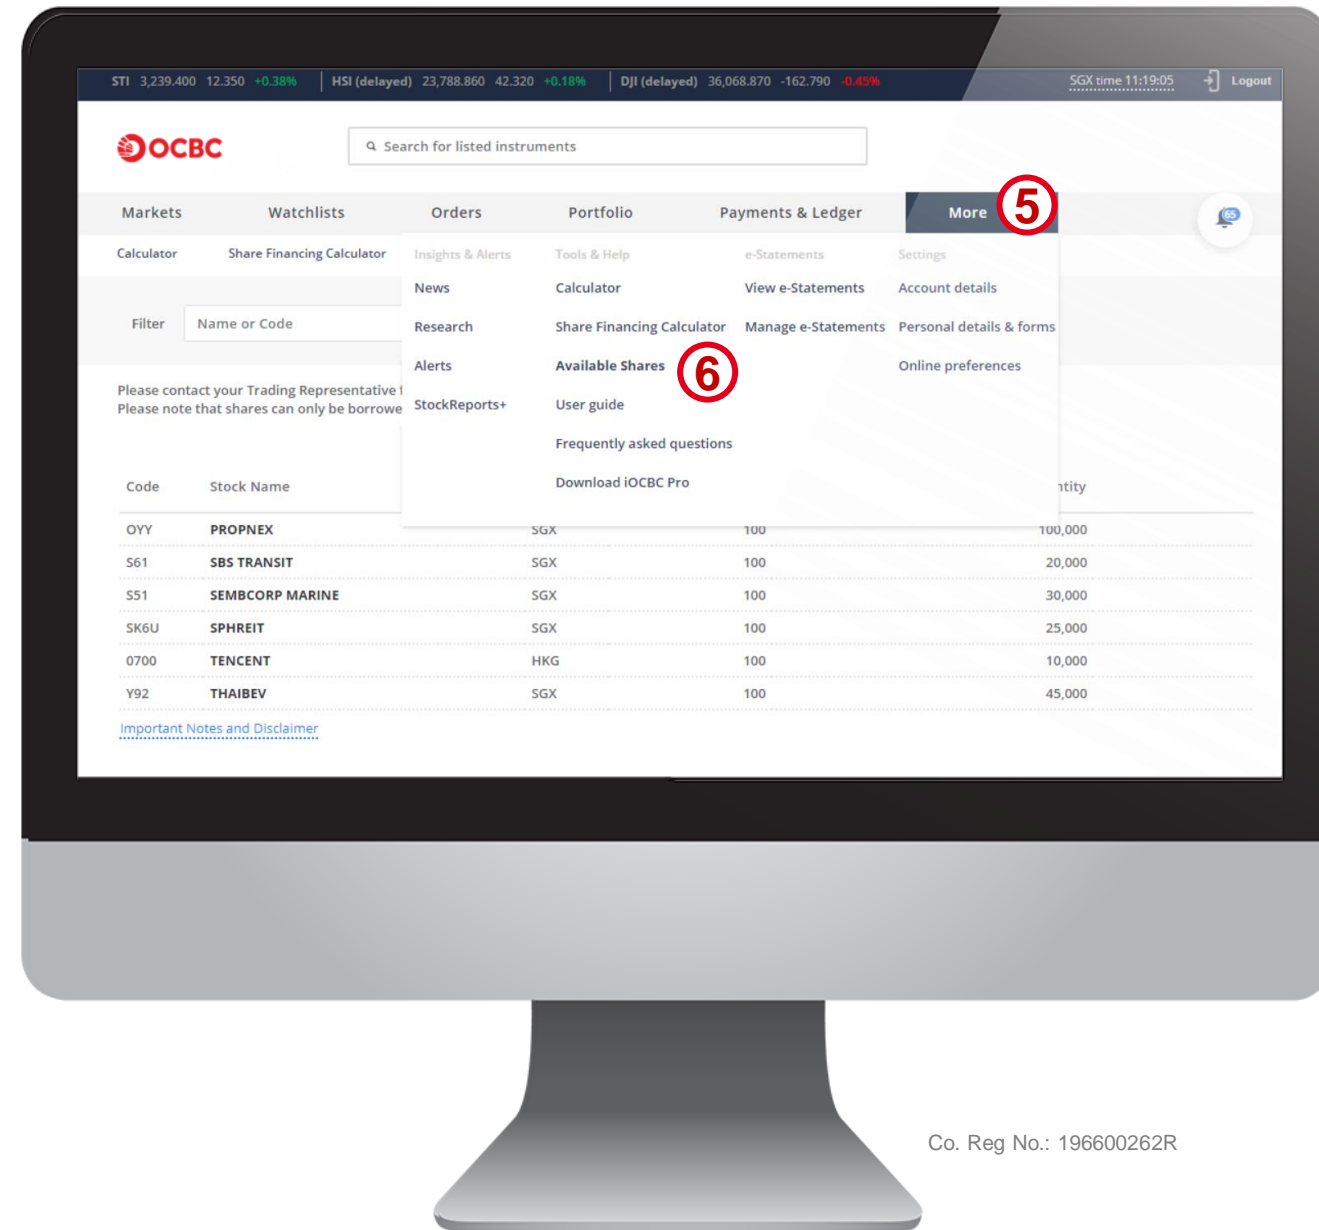 STI 3,239.400 12.350 +0.38% HSI (delayed) 23,788.860 42.320 +0.18% DJI (delayed) 36,068.870 -162.790 -0.45% SGX time 11:19:05 Logout
OCBC Search for listed instruments
Markets Watchlists Orders Portfolio Payments & Ledger More 5 65
Calculator Share Financing Calculator Insights & Alerts Tools & Help e-Statements Settings
News Calculator View e-Statements Account details
Filter Name or Code Research Share Financing Calculator Manage e-Statements Personal details & forms
Alerts Available Shares 6 Online preferences
Please contact your Trading Representative
Please note that shares can only be StockReports+ User guide
Frequently asked questions
Download iOCBC Pro
Code Stock Name
OYY PROPNEX SGX 100 100,000
S61 SBS TRANSIT SGX 100 20,000
S51 SEMBCORP MARINE SGX 100 30,000
SK6U SPHREIT SGX 100 25,000
0700 TENCENT HKG 100 10,000
Y92 THAIBEV SGX 100 45,000
Important Notes and Disclaimer
Co. Reg No.: 196600262R